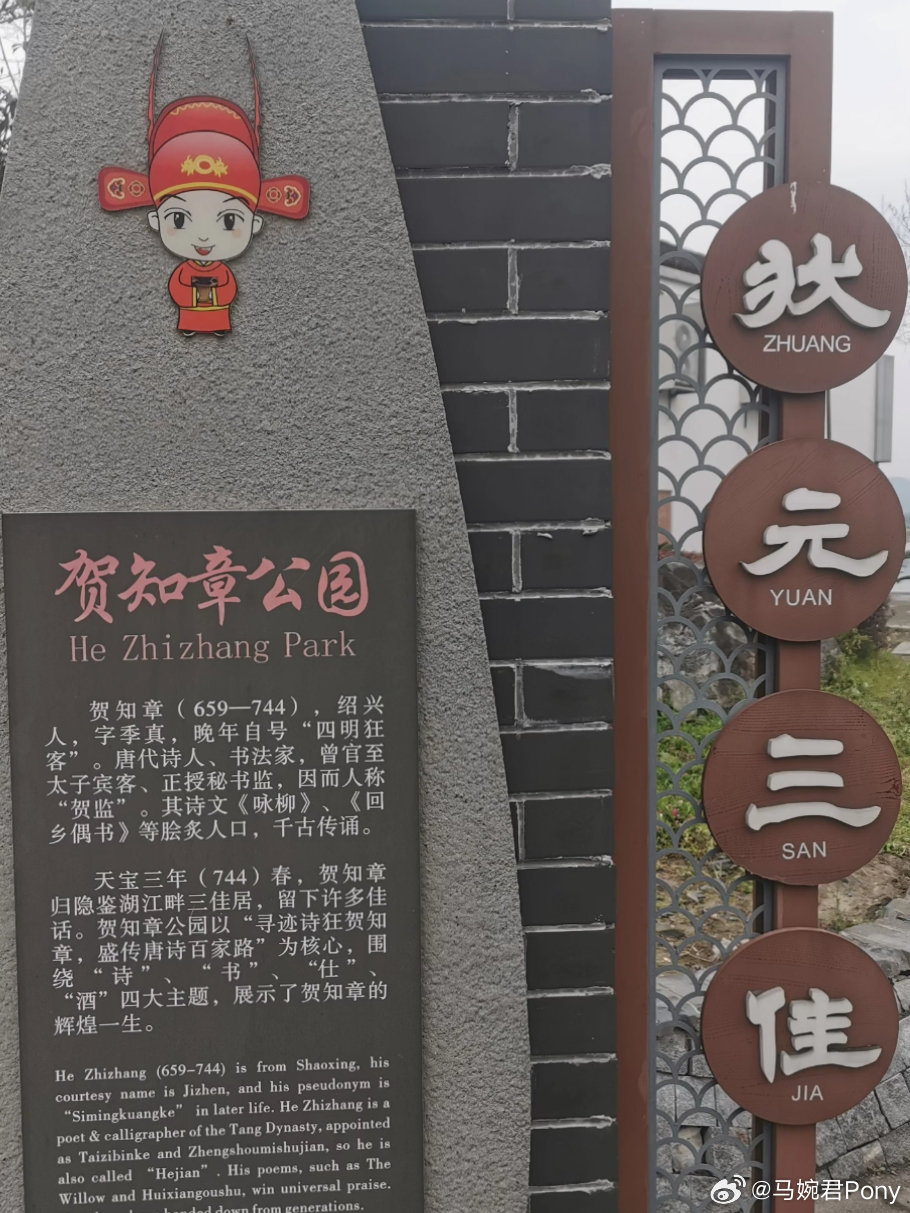 贺知章公园
He Zhizhang Park
贺知章（659—744），绍兴
人，字季真，晚年自号“四明狂
客”。唐代诗人、书法家，曾官至
太子宾客、正授秘书监，因而人称
“贺监”。其诗文《咏柳》、《回
乡偶书》等脍炙人口，千古传诵。
天宝三年（744）春，贺知章
归隐鉴湖江畔三佳居，留下许多佳
话。贺知章公园以“寻迹诗狂贺知
章，盛传唐诗百家路”为核心，围
绕“诗”、“书”、“仕”、
“酒”四大主题，展示了贺知章的
辉煌一生。
He Zhizhang (659-744) is from Shaoxing, his
courtesy name is Jizhen, and his pseudonym is
“Simingkuangke” in later life. He Zhizhang is a
poet & calligrapher of the Tang Dynasty, appointed
as Taizibinke and Zhengshoumishujian, so he is
also called “Hejian”. His poems, such as The
Willow and Huixiangoushu, win universal praise.
handed down from generations.
状
ZHUANG
元
YUAN
三
SAN
佳
JIA
@马婉君Pony